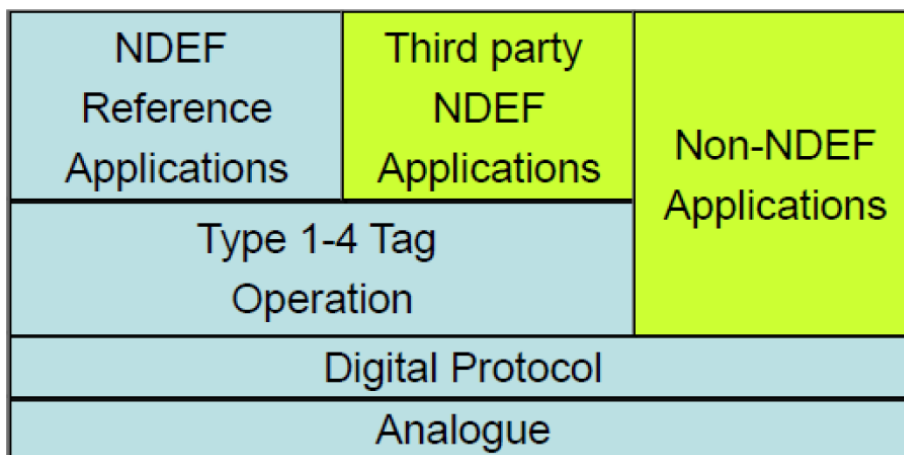 NDEF
Reference
Applications
Third party
NDEF
Applications
Non-NDEF
Applications
Type 1-4 Tag
Operation
Digital Protocol
Analogue